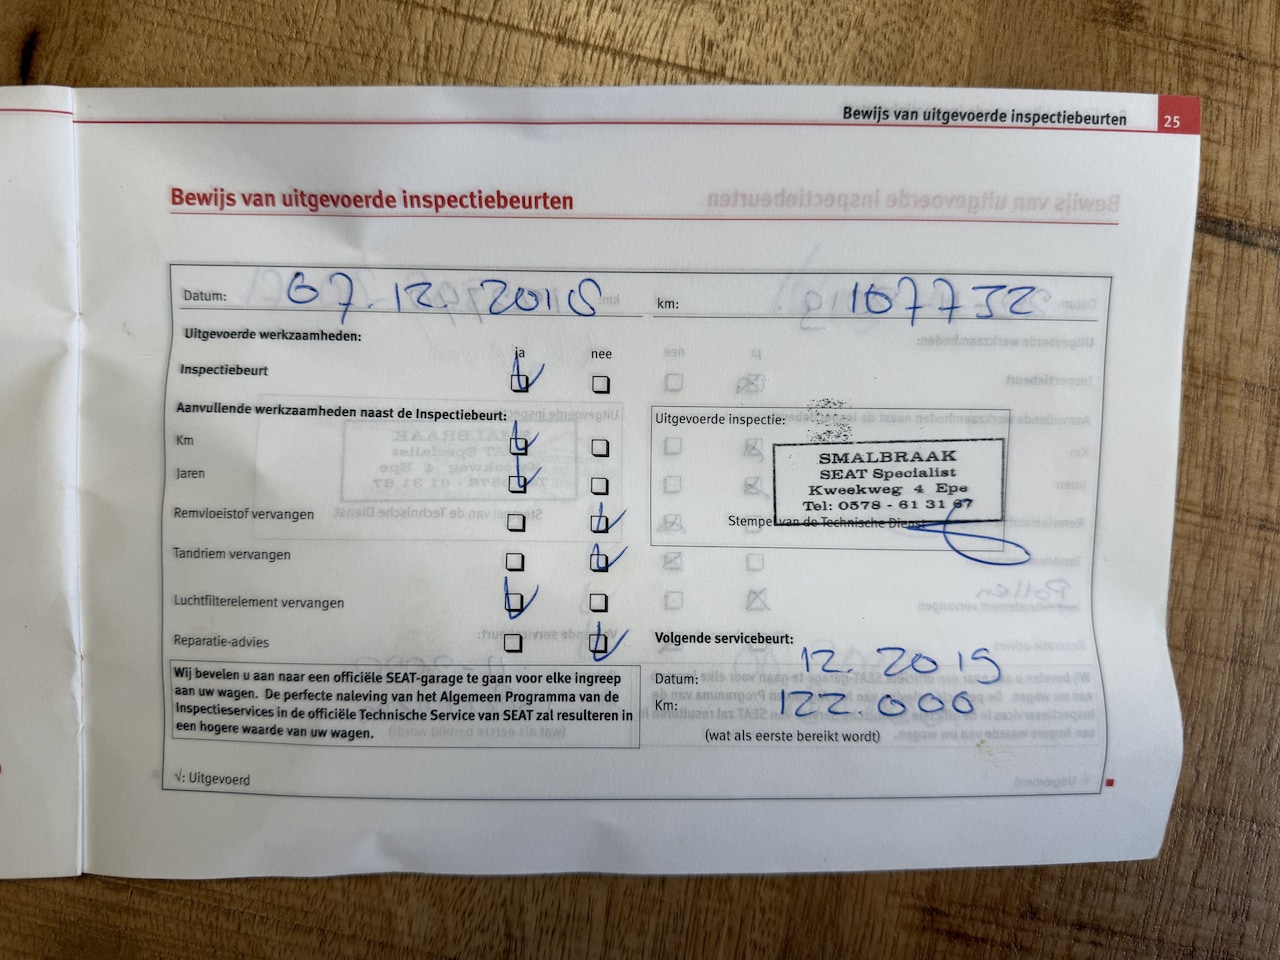 Bewijs van uitgevoerde inspectiebeurten 25
Bewijs van uitgevoerde inspectiebeurten
Datum: 07.12.2018 km: 107732
Uitgevoerde werkzaamheden:
ja nee
Inspectiebeurt
Aanvullende werkzaamheden naast de Inspectiebeurt:
Km
Jaren
Remvloeistof vervangen
Tandriem vervangen
Luchtfilterelement vervangen
Reparatie-advies
Uitgevoerde inspectie:
SMALBRAAK
SEAT Specialist
Kweekweg 4 Epe
Tel: 0578 - 61 31 67
Stempel van de Technische Dienst
Volgende servicebeurt:
Datum: 12.2019
Km: 122.000
(wat als eerste bereikt wordt)
Wij bevelen u aan naar een officiële SEAT-garage te gaan voor elke ingreep
aan uw wagen. De perfecte naleving van het Algemeen Programma van de
Inspectieservices in de officiële Technische Service van SEAT zal resulteren in
een hogere waarde van uw wagen.
√: Uitgevoerd